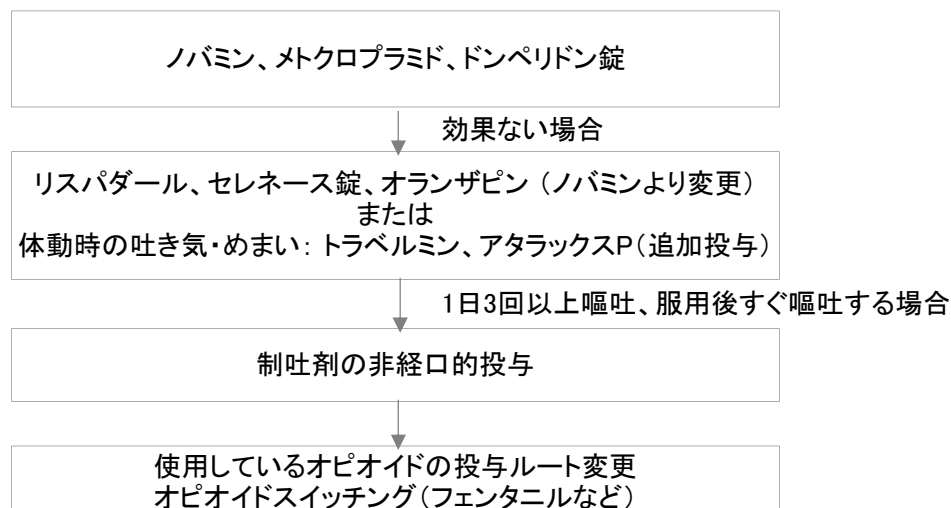 ノバミン、メトクロプラミド、ドンペリドン錠
効果ない場合
リスパダール、セレネース錠、オランザピン（ノバミンより変更）
または
体動時の吐き気・めまい：トラベルミン、アタラックスP（追加投与）
1日3回以上嘔吐、服用後すぐ嘔吐する場合
制吐剤の非経口的投与
使用しているオピオイドの投与ルート変更
オピオイドスイッチング（フェンタニルなど）